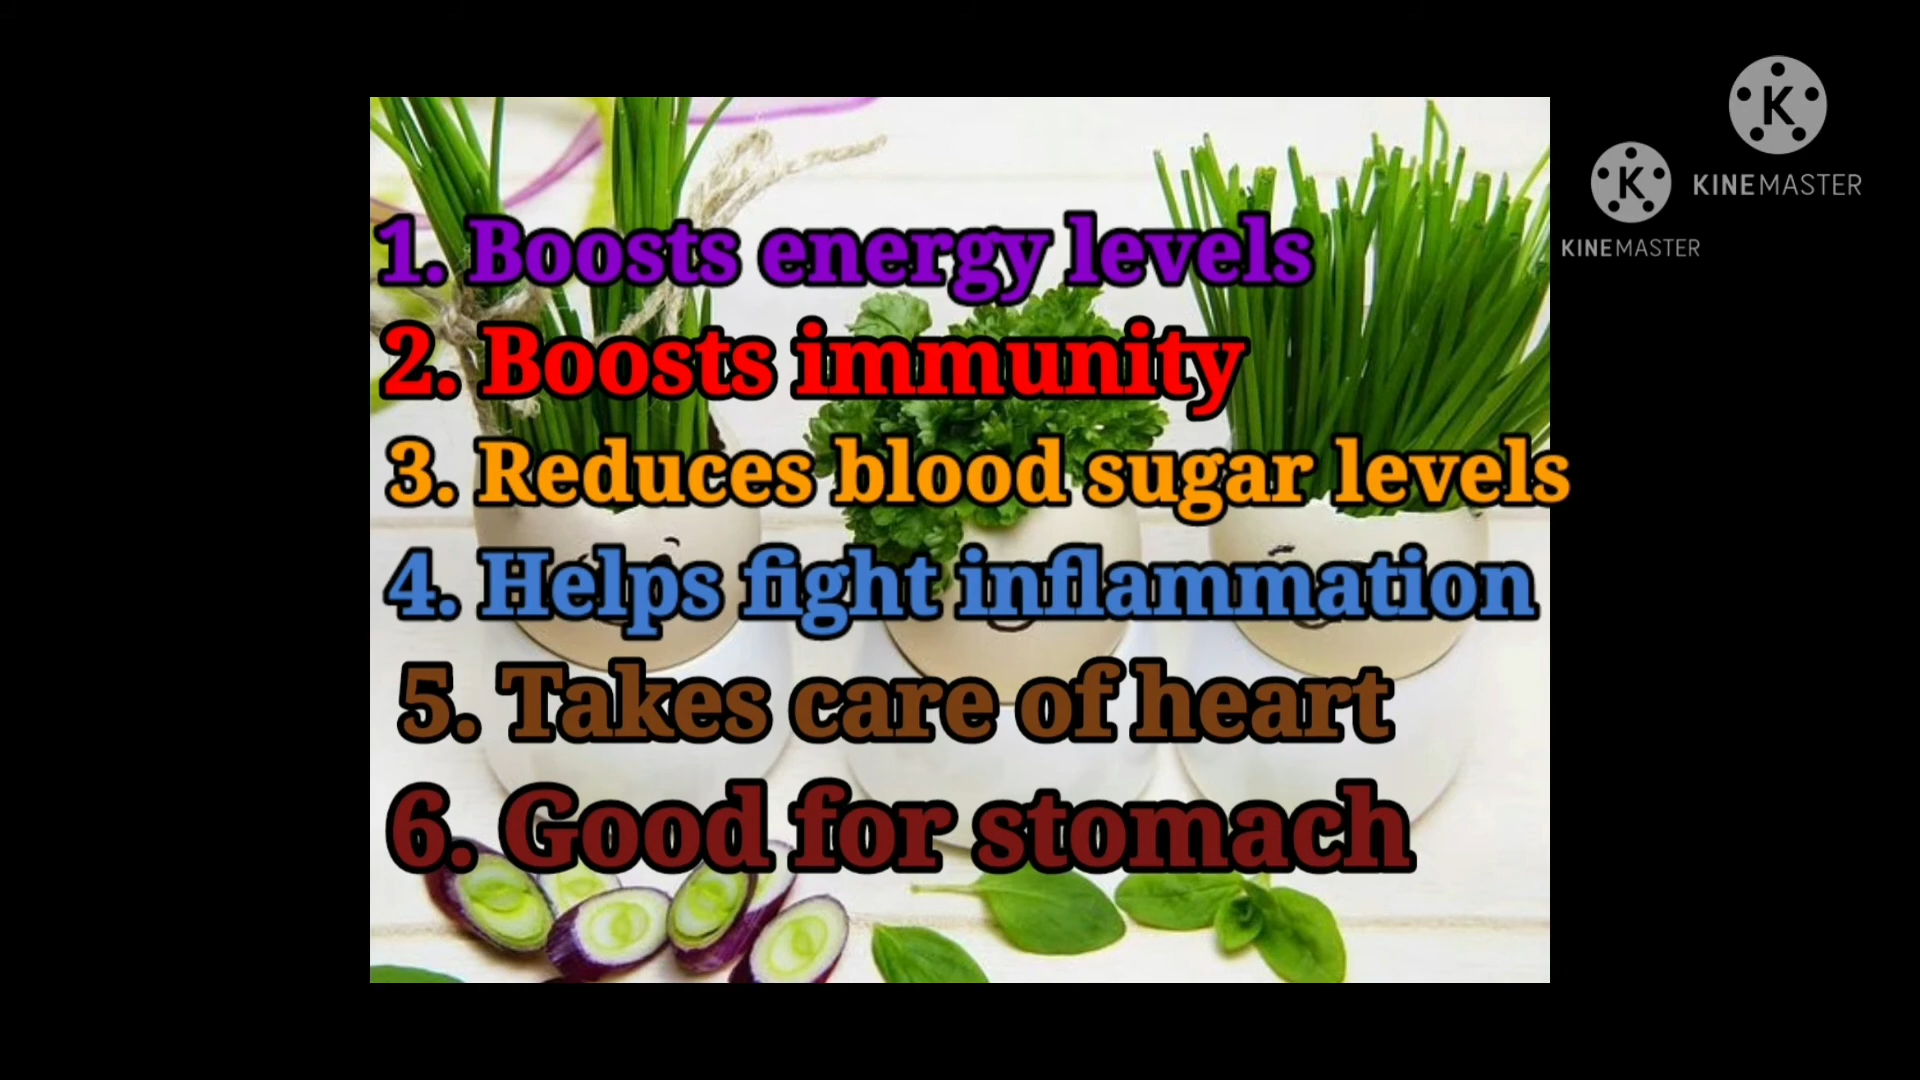 1. Boosts energy levels
2. Boosts immunity
3. Reduces blood sugar levels
4. Helps fight inflammation
5. Takes care of heart
6. Good for stomach
K
KINEMASTER
K
KINEMASTER